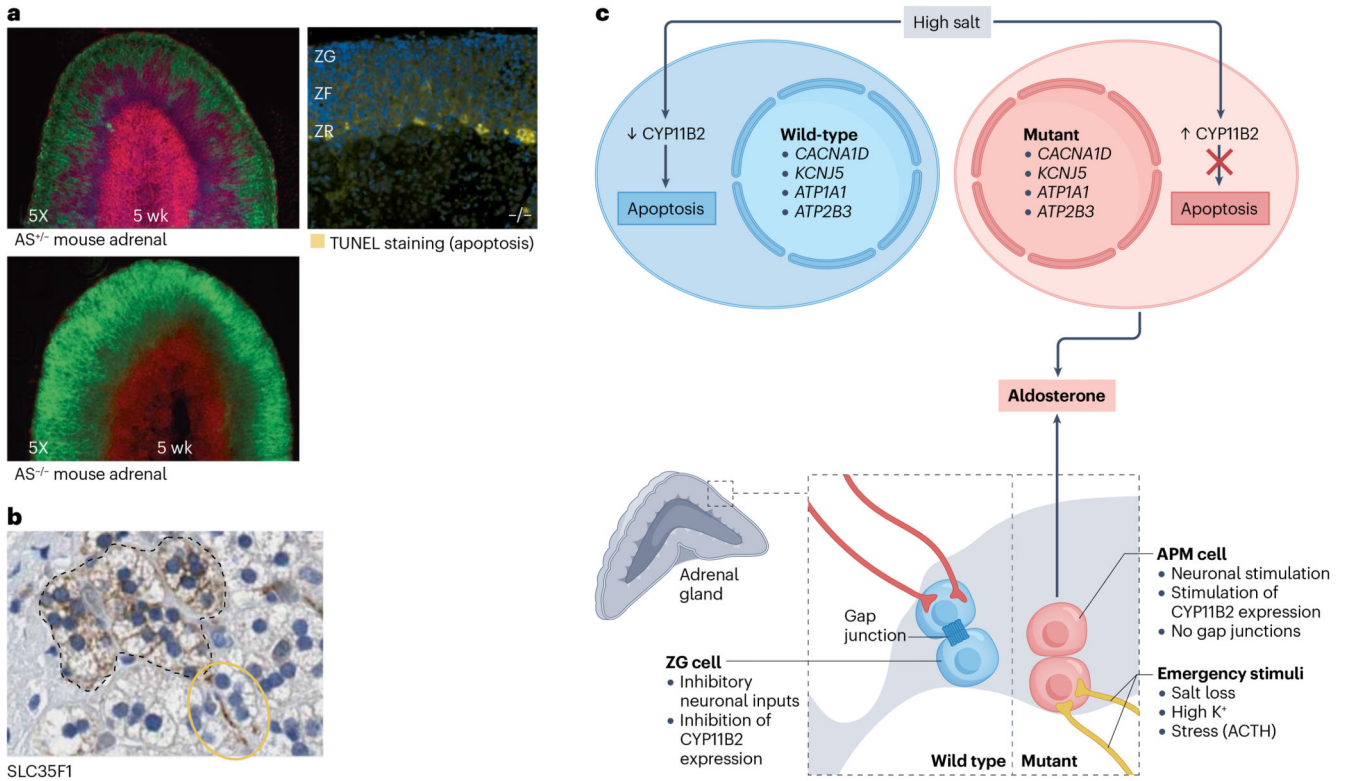 a
ZG
ZF
ZR
5X
5 wk
–/–
AS+/– mouse adrenal
TUNEL staining (apoptosis)
5X
5 wk
AS–/– mouse adrenal
b
SLC35F1
c
High salt
↓ CYP11B2
Apoptosis
Wild-type
• CACNA1D
• KCNJ5
• ATP1A1
• ATP2B3
Mutant
• CACNA1D
• KCNJ5
• ATP1A1
• ATP2B3
↑ CYP11B2
Apoptosis
Aldosterone
Adrenal
gland
Gap
junction
ZG cell
• Inhibitory
neuronal inputs
• Inhibition of
CYP11B2
expression
Wild type
Mutant
APM cell
• Neuronal stimulation
• Stimulation of
CYP11B2 expression
• No gap junctions
Emergency stimuli
• Salt loss
• High K+
• Stress (ACTH)